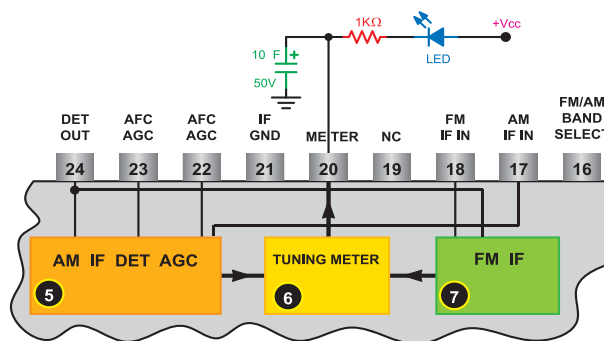 1KΩ
+Vcc
10 F +
50V
LED
DET
OUT
AFC
AGC
AFC
AGC
IF
GND
METER
NC
FM
IF IN
AM
IF IN
FM/AM
BAND
SELECT
24
23
22
21
20
19
18
17
16
AM IF DET AGC
TUNING METER
FM IF
5
6
7